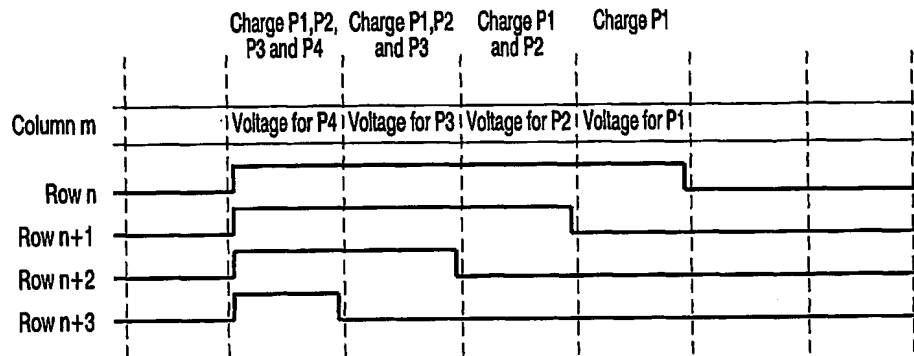 Charge P1,P2, P3 and P4
Charge P1,P2 and P3
Charge P1 and P2
Charge P1
Column m
Voltage for P4
Voltage for P3
Voltage for P2
Voltage for P1
Row n
Row n+1
Row n+2
Row n+3